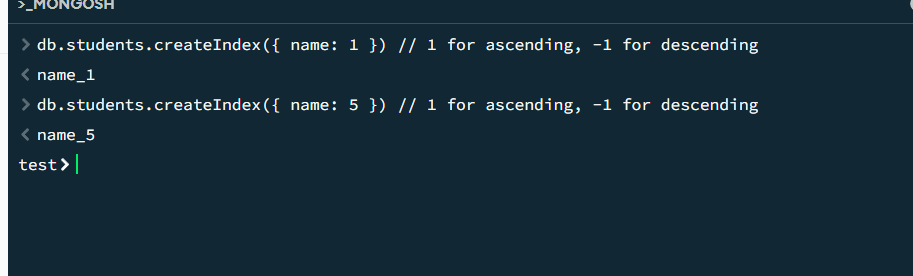 >_MONGOSH
> db.students.createIndex({ name: 1 }) // 1 for ascending, -1 for descending
< name_1
> db.students.createIndex({ name: 5 }) // 1 for ascending, -1 for descending
< name_5
test>